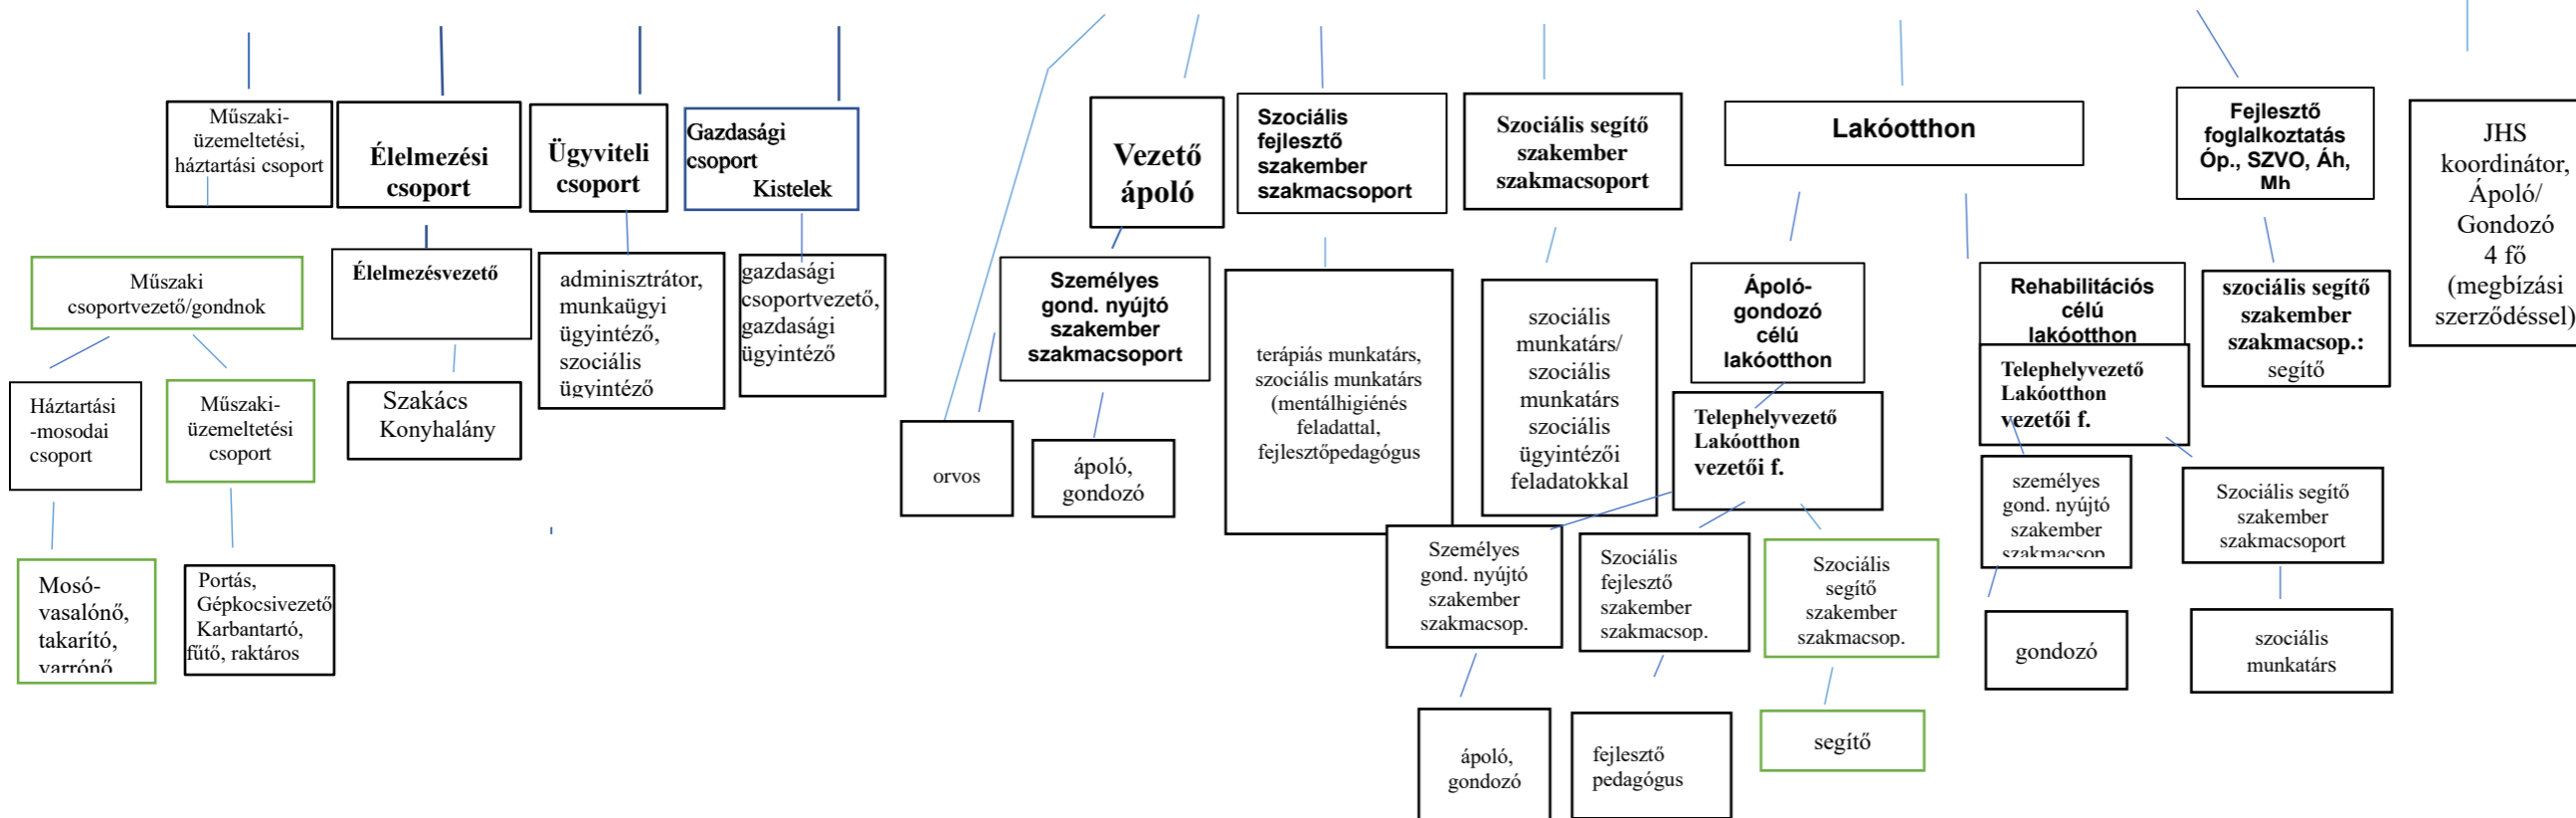 Műszaki-
üzemeltetési,
háztartási csoport
Élelmezési
csoport
Ügyviteli
csoport
Gazdasági
csoport
Kistelek
Vezető
ápoló
Szociális
fejlesztő
szakember
szakmacsoport
Szociális segítő
szakember
szakmacsoport
Lakóotthon
Fejlesztő
foglalkoztatás
Óp., SZVO, Áh,
Mh
JHS
koordinátor,
Ápoló/
Gondozó
4 fő
(megbízási
szerződéssel)
Műszaki
csoportvezető/gondnok
Élelmezésvezető
adminisztrátor,
munkaügyi
ügyintéző,
szociális
ügyintéző
gazdasági
csoportvezető,
gazdasági
ügyintéző
Személyes
gond. nyújtó
szakember
szakmacsoport
terápiás munkatárs,
szociális munkatárs
(mentálhigiénés
feladattal,
fejlesztőpedagógus
szociális
munkatárs/
szociális
munkatárs
szociális
ügyintézői
feladatokkal
Ápoló-
gondozó
célú
lakóotthon
Rehabilitációs
célú
lakóotthon
szociális segítő
szakember
szakmacsop.:
segítő
Háztartási
-mosodai
csoport
Műszaki-
üzemeltetési
csoport
Szakács
Konyhalány
orvos
ápoló,
gondozó
Telephelyvezető
Lakóotthon
vezetői f.
Telephelyvezető
Lakóotthon
vezetői f.
személyes
gond. nyújtó
szakember
szakmacsop
Szociális segítő
szakember
szakmacsoport
Mosó-
vasalónő,
takarító,
varrónő
Portás,
Gépkocsivezető
Karbantartó,
fűtő, raktáros
Személyes
gond. nyújtó
szakember
szakmacsop.
Szociális
fejlesztő
szakember
szakmacsop.
Szociális
segítő
szakember
szakmacsop.
gondozó
szociális
munkatárs
ápoló,
gondozó
fejlesztő
pedagógus
segítő